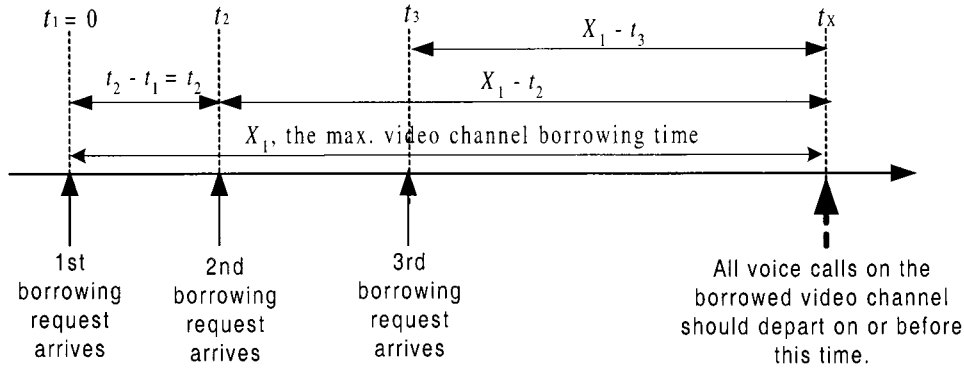 t1 = 0
t2
t3
tX
X1 - t3
t2 - t1 = t2
X1 - t2
X1, the max. video channel borrowing time
1st
borrowing
request
arrives
2nd
borrowing
request
arrives
3rd
borrowing
request
arrives
All voice calls on the
borrowed video channel
should depart on or before
this time.